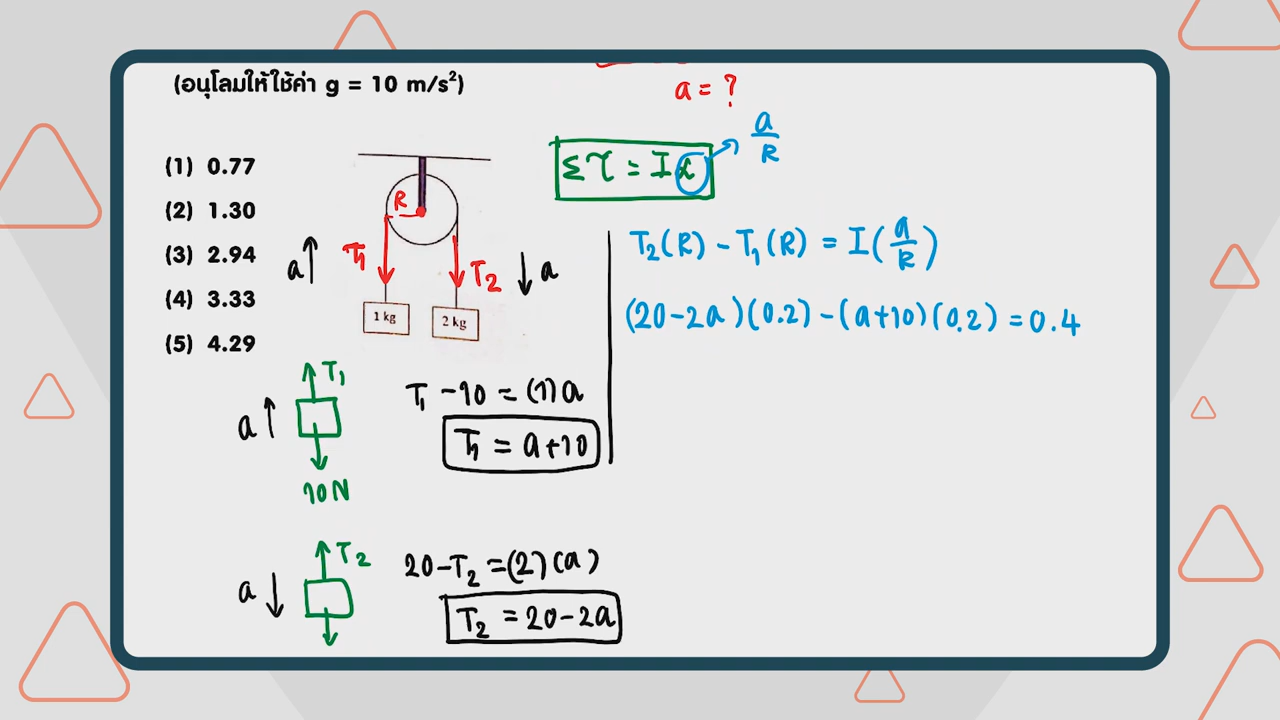 (อนุโลมให้ใช้ค่า g = 10 m/s²)
a = ?
(1) 0.77
(2) 1.30
(3) 2.94
(4) 3.33
(5) 4.29
R
a↑ T₁
T₂ ↓a
1 kg
2 kg
Στ = Iα
a/R
T₂(R) - T₁(R) = I(a/R)
(20-2a)(0.2) - (a+10)(0.2) = 0.4
T₁
a↑
10N
T₁ - 10 = (1)a
T₁ = a+10
T₂
a↓
20-T₂ = (2)(a)
T₂ = 20-2a